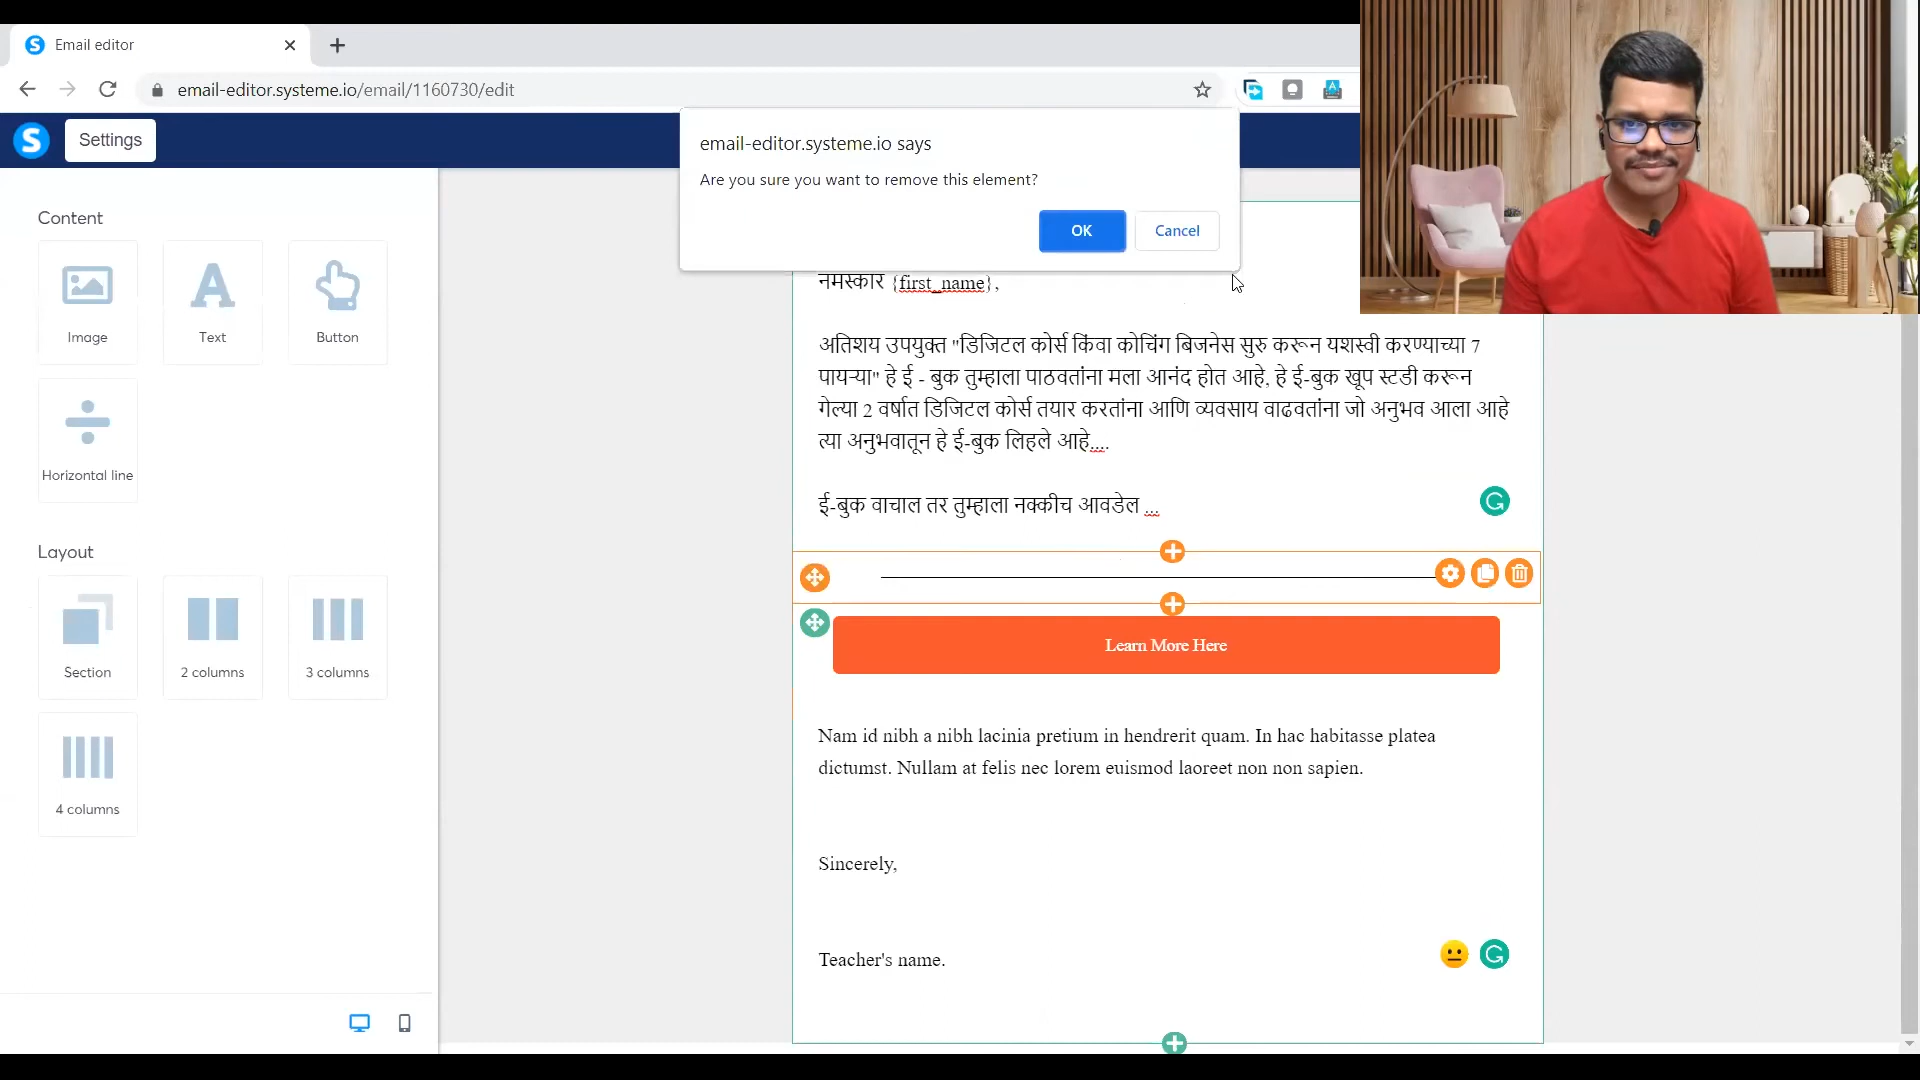 Email editor
email-editor.systeme.io/email/1160730/edit
S
Settings
email-editor.systeme.io says
Are you sure you want to remove this element?
OK
Cancel
Content
Image
Text
Button
Horizontal line
Layout
Section
2 columns
3 columns
4 columns
नमस्कार {first_name},
अतिशय उपयुक्त "डिजिटल कोर्स किंवा कोचिंग बिजनेस सुरु करून यशस्वी करण्याच्या 7
पायऱ्या" हे ई - बुक तुम्हाला पाठवतांना मला आनंद होत आहे, हे ई-बुक खूप स्टडी करून
गेल्या 2 वर्षात डिजिटल कोर्स तयार करतांना आणि व्यवसाय वाढवतांना जो अनुभव आला आहे
त्या अनुभवातून हे ई-बुक लिहले आहे....
ई-बुक वाचाल तर तुम्हाला नक्कीच आवडेल ...
Learn More Here
Nam id nibh a nibh lacinia pretium in hendrerit quam. In hac habitasse platea
dictumst. Nullam at felis nec lorem euismod laoreet non non sapien.
Sincerely,
Teacher's name.